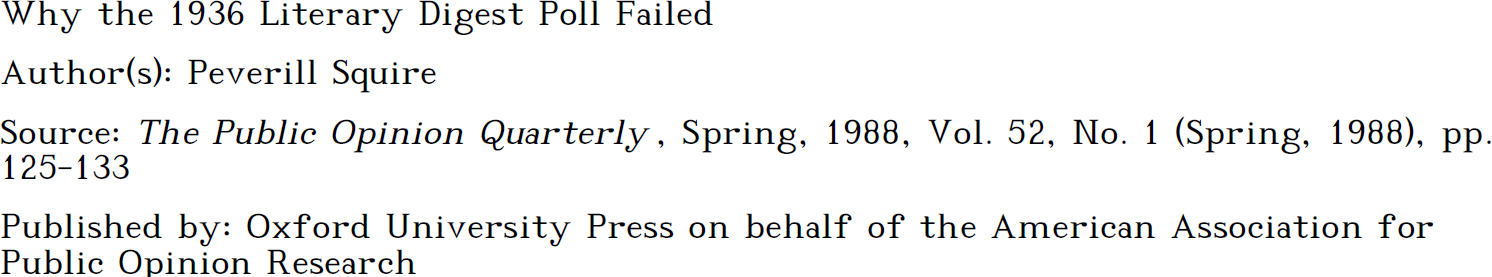 Why the 1936 Literary Digest Poll Failed
Author(s): Peverill Squire
Source: The Public Opinion Quarterly , Spring, 1988, Vol. 52, No. 1 (Spring, 1988), pp.
125-133
Published by: Oxford University Press on behalf of the American Association for
Public Opinion Research